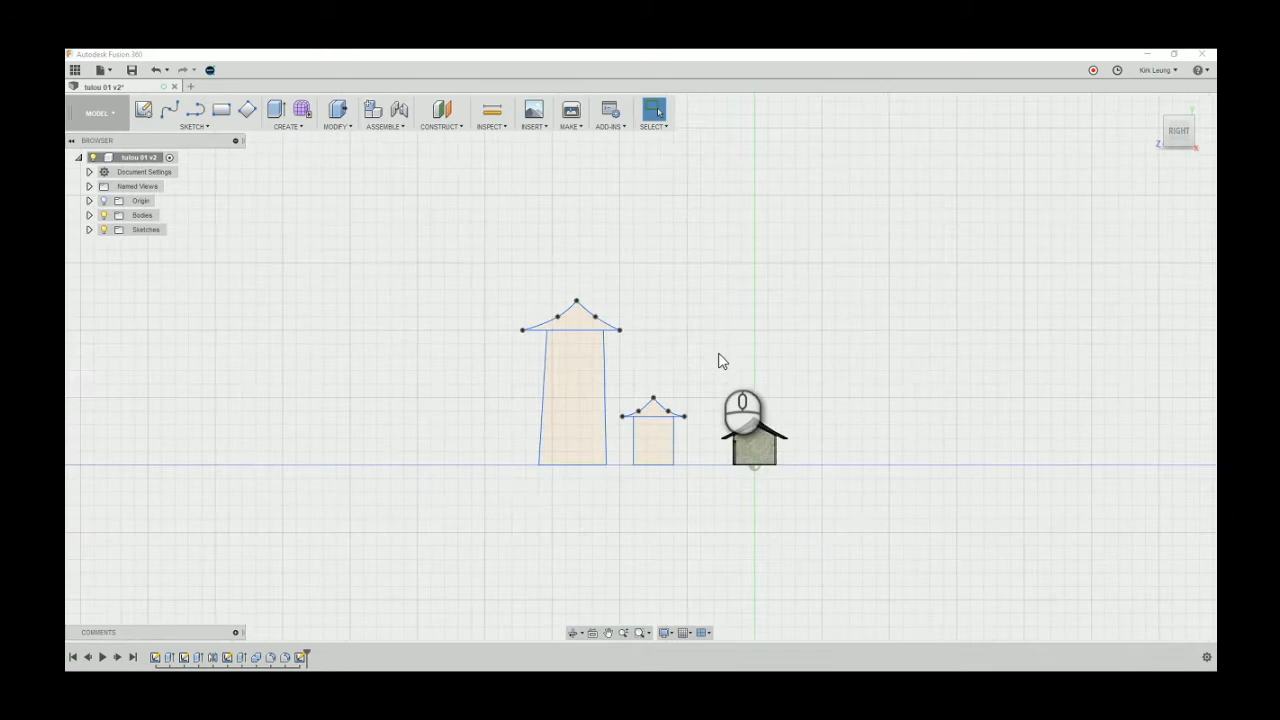 Autodesk Fusion 360
Kirk Leung
tulou 01 v2*
MODEL
SKETCH
CREATE
MODIFY
ASSEMBLE
CONSTRUCT
INSPECT
INSERT
MAKE
ADD-INS
SELECT
BROWSER
tulou 01 v2
Document Settings
Named Views
Origin
Bodies
Sketches
Y
RIGHT
Z
X
COMMENTS